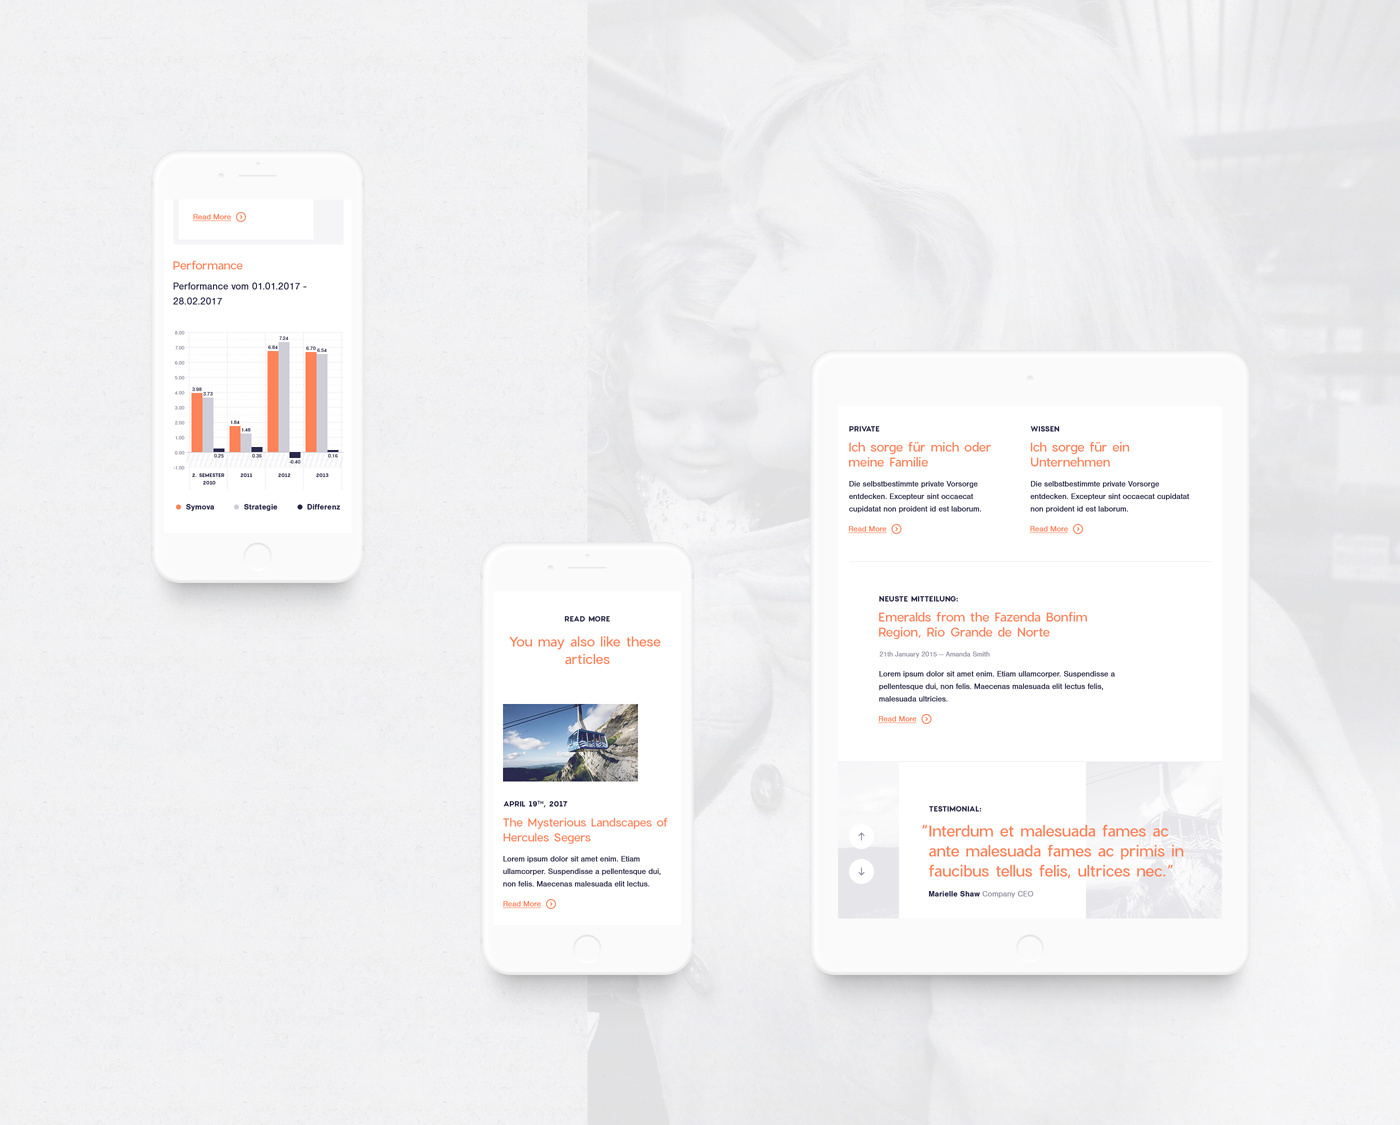 Read More
Performance
Performance vom 01.01.2017 -
28.02.2017
8.00
7.00
6.00
5.00
4.00
3.00
2.00
1.00
0.00
-1.00
3.98
3.73
0.25
1.84
1.48
0.36
6.84
7.24
-0.40
6.70
6.54
0.16
2. SEMESTER
2010
2011
2012
2013
Symova
Strategie
Differenz
READ MORE
You may also like these
articles
APRIL 19TH, 2017
The Mysterious Landscapes of
Hercules Segers
Lorem ipsum dolor sit amet enim. Etiam
ullamcorper. Suspendisse a pellentesque dui,
non felis. Maecenas malesuada elit lectus.
Read More
PRIVATE
Ich sorge für mich oder
meine Familie
Die selbstbestimmte private Vorsorge
entdecken. Excepteur sint occaecat
cupidatat non proident id est laborum.
Read More
WISSEN
Ich sorge für ein
Unternehmen
Die selbstbestimmte private Vorsorge
entdecken. Excepteur sint occaecat cupidatat
non proident id est laborum.
Read More
NEUSTE MITTEILUNG:
Emeralds from the Fazenda Bonfim
Region, Rio Grande de Norte
21th January 2015 — Amanda Smith
Lorem ipsum dolor sit amet enim. Etiam ullamcorper. Suspendisse a
pellentesque dui, non felis. Maecenas malesuada elit lectus felis,
malesuada ultricies.
Read More
TESTIMONIAL:
“Interdum et malesuada fames ac
ante malesuada fames ac primis in
faucibus tellus felis, ultrices nec.”
Marielle Shaw Company CEO